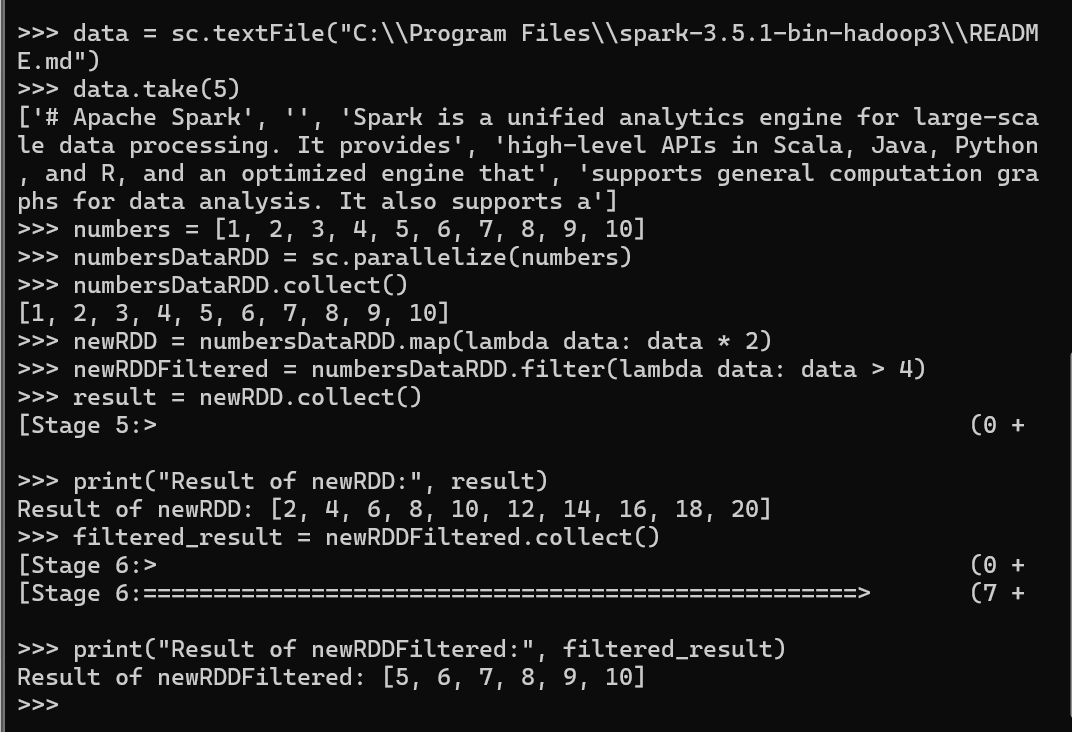 >>> data = sc.textFile("C:\\Program Files\\spark-3.5.1-bin-hadoop3\\READM
E.md")
>>> data.take(5)
['# Apache Spark', '', 'Spark is a unified analytics engine for large-sca
le data processing. It provides', 'high-level APIs in Scala, Java, Python
, and R, and an optimized engine that', 'supports general computation gra
phs for data analysis. It also supports a']
>>> numbers = [1, 2, 3, 4, 5, 6, 7, 8, 9, 10]
>>> numbersDataRDD = sc.parallelize(numbers)
>>> numbersDataRDD.collect()
[1, 2, 3, 4, 5, 6, 7, 8, 9, 10]
>>> newRDD = numbersDataRDD.map(lambda data: data * 2)
>>> newRDDFiltered = numbersDataRDD.filter(lambda data: data > 4)
>>> result = newRDD.collect()
[Stage 5:>                                                          (0 +
>>> print("Result of newRDD:", result)
Result of newRDD: [2, 4, 6, 8, 10, 12, 14, 16, 18, 20]
>>> filtered_result = newRDDFiltered.collect()
[Stage 6:>                                                          (0 +
[Stage 6:===================================================>       (7 +
>>> print("Result of newRDDFiltered:", filtered_result)
Result of newRDDFiltered: [5, 6, 7, 8, 9, 10]
>>>